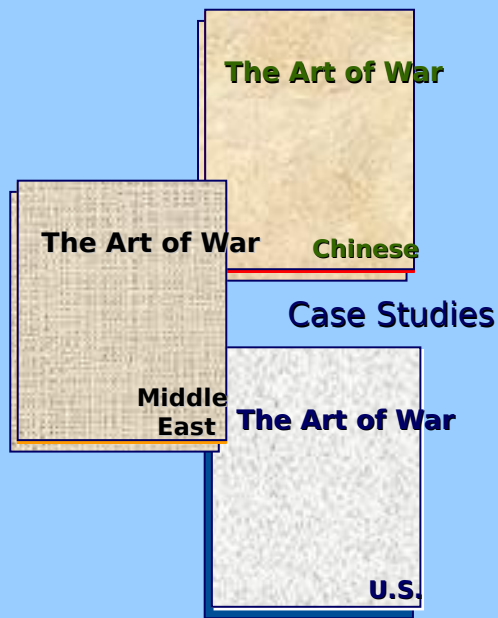 The Art of War
Chinese
The Art of War
Middle
East
Case Studies
The Art of War
U.S.